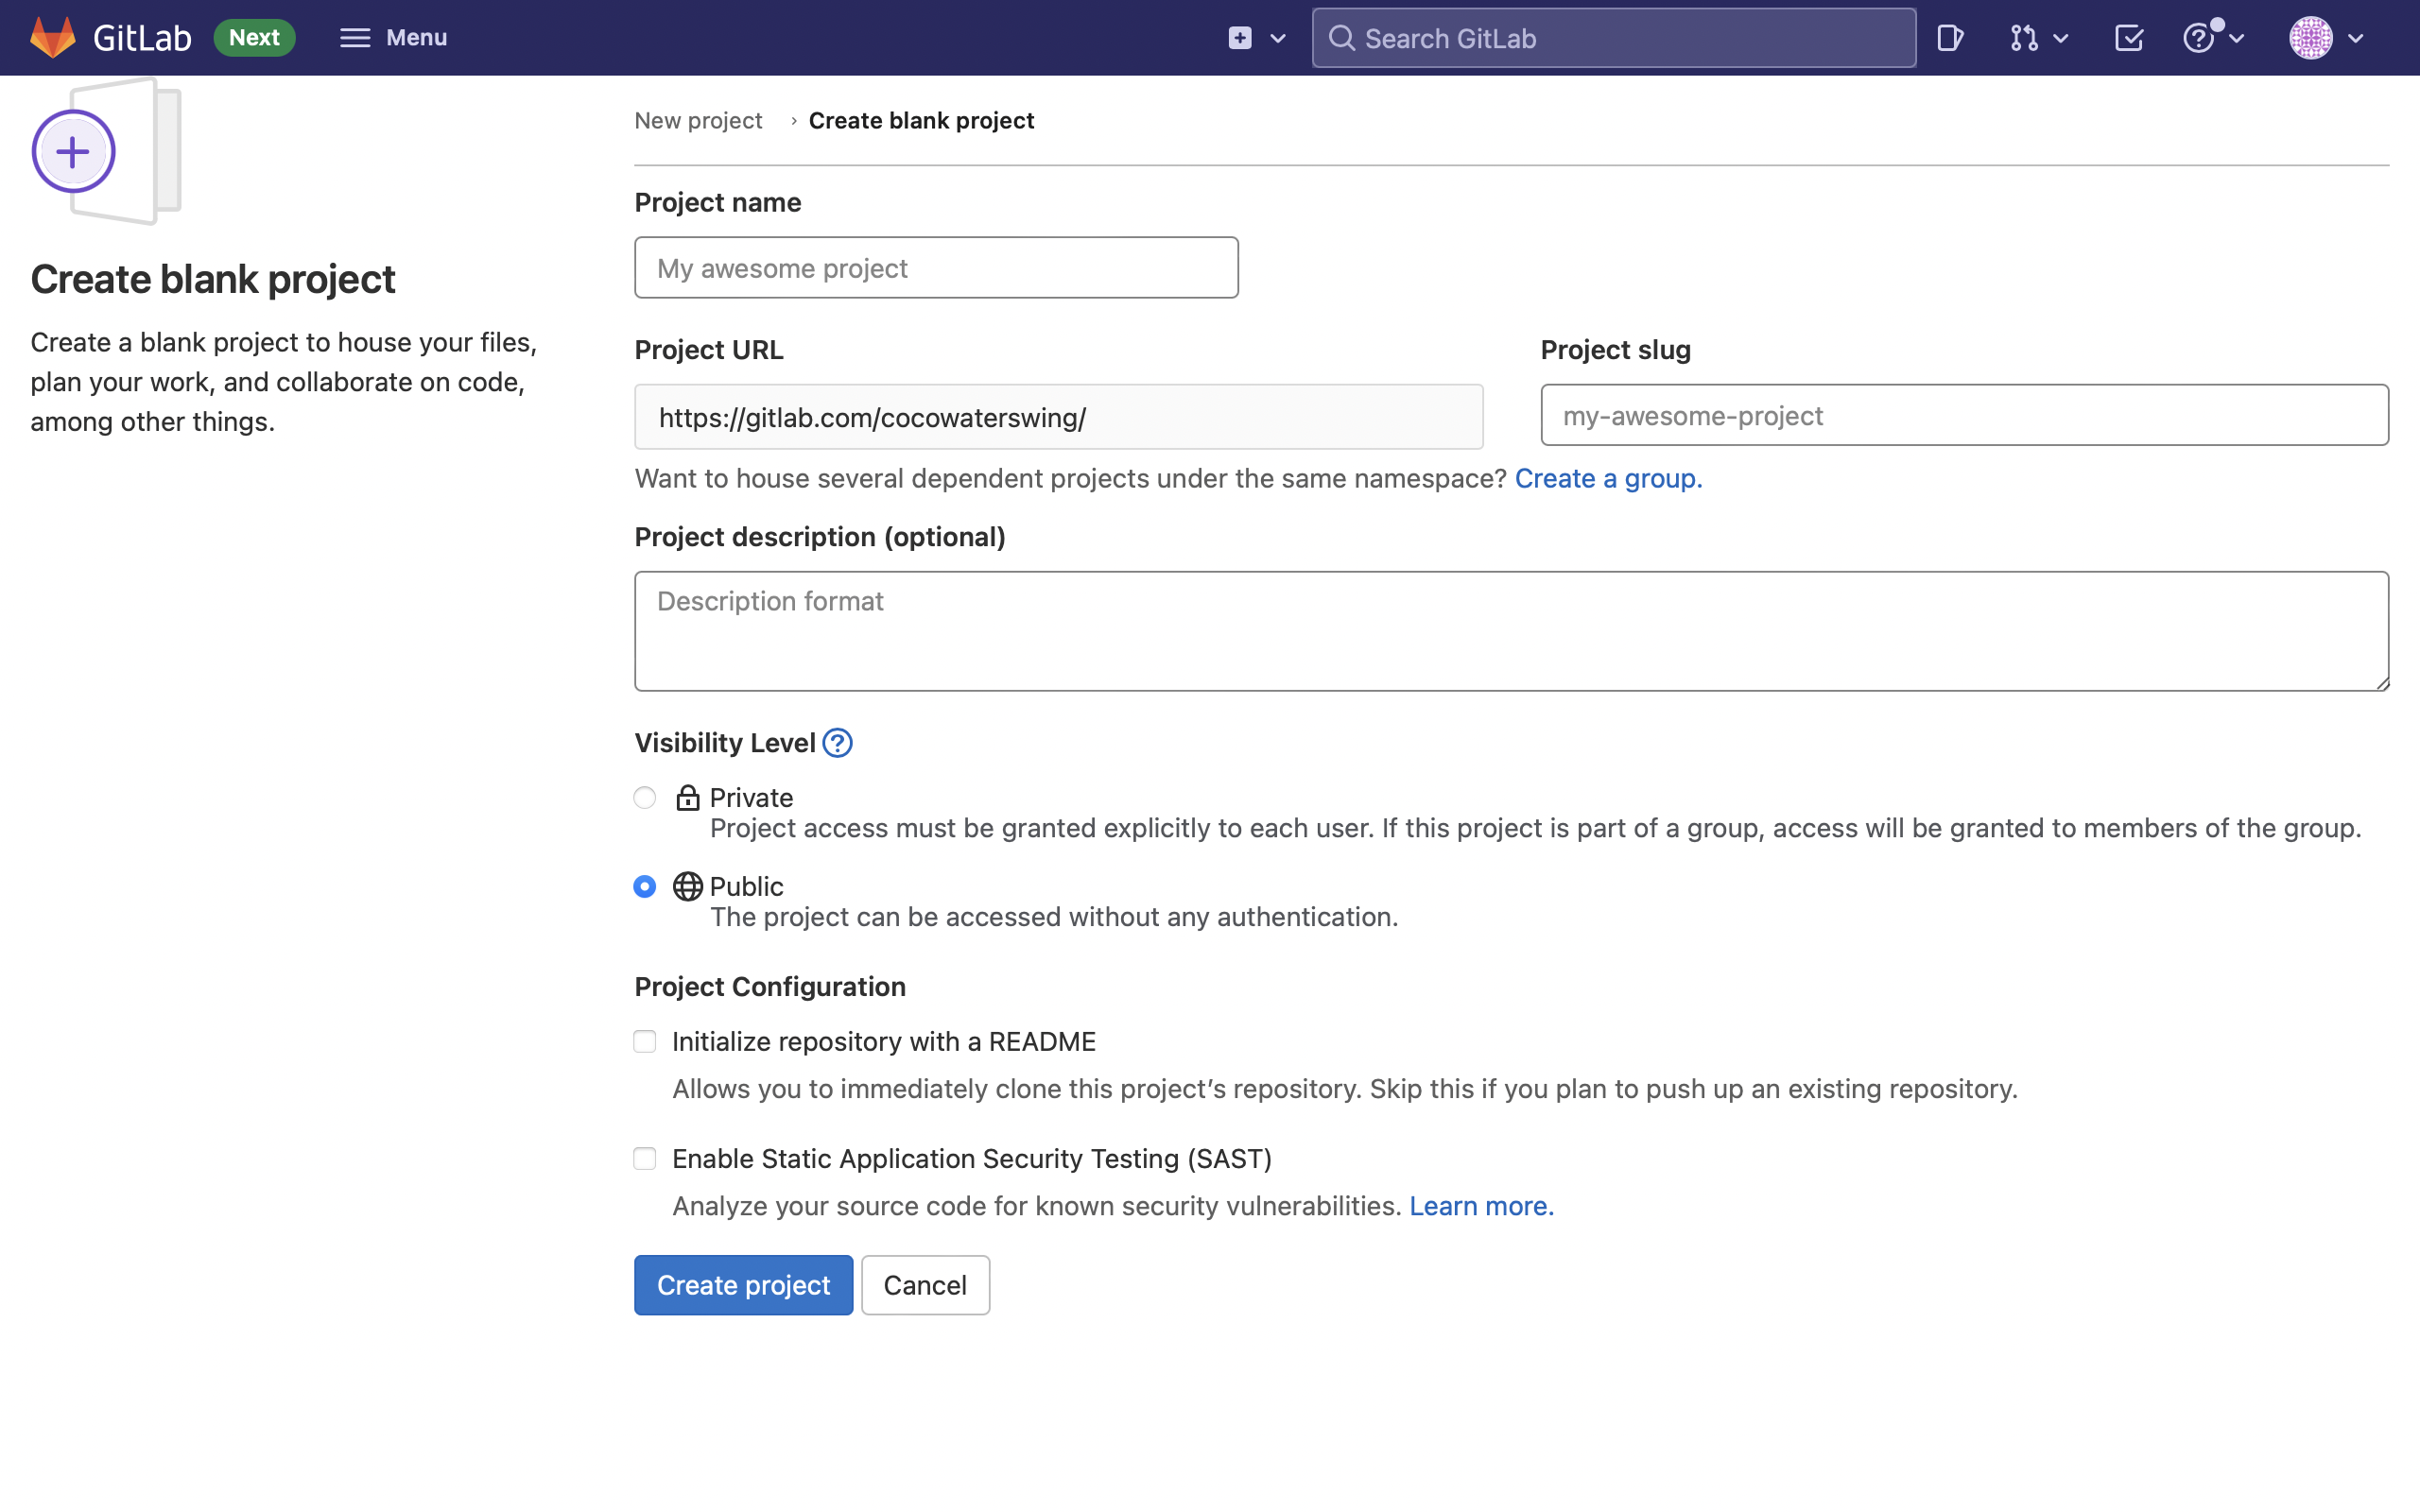 GitLab Next Menu Search GitLab
New project › Create blank project
Create blank project
Create a blank project to house your files,
plan your work, and collaborate on code,
among other things.
Project name
My awesome project
Project URL Project slug
https://gitlab.com/cocowaterswing/ my-awesome-project
Want to house several dependent projects under the same namespace? Create a group.
Project description (optional)
Description format
Visibility Level
Private
Project access must be granted explicitly to each user. If this project is part of a group, access will be granted to members of the group.
Public
The project can be accessed without any authentication.
Project Configuration
Initialize repository with a README
Allows you to immediately clone this project’s repository. Skip this if you plan to push up an existing repository.
Enable Static Application Security Testing (SAST)
Analyze your source code for known security vulnerabilities. Learn more.
Create project Cancel